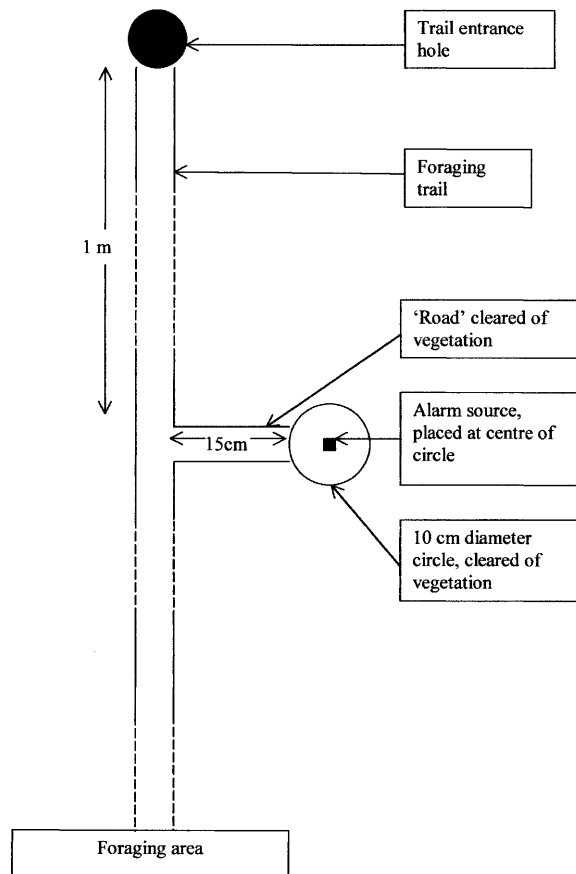 Trail entrance
hole
Foraging
trail
1 m
‘Road’ cleared of
vegetation
Alarm source,
placed at centre of
circle
15cm
10 cm diameter
circle, cleared of
vegetation
Foraging area